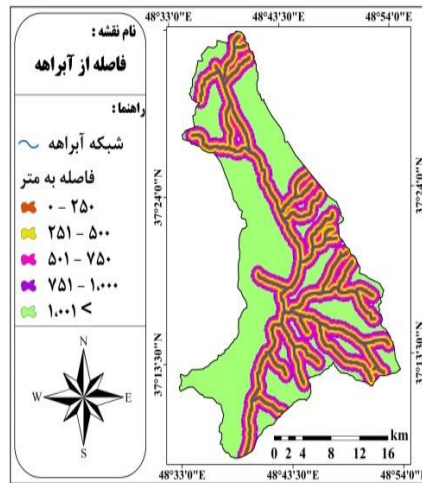 نام نقشه :
فاصله از آبراهه
راهنما :
شبکه آبراهه
فاصله به متر
۰ - ۲۵۰
۲۵۱ - ۵۰۰
۵۰۱ - ۷۵۰
۷۵۱ - ۱,۰۰۰
۱,۰۰۱ <
N
W E
S
48°33'0"E 48°43'30"E 48°54'0"E
37°24'0"N 37°24'0"N
37°13'30"N 37°13'30"N
km
0 2 4 8 12 16
48°33'0"E 48°43'30"E 48°54'0"E